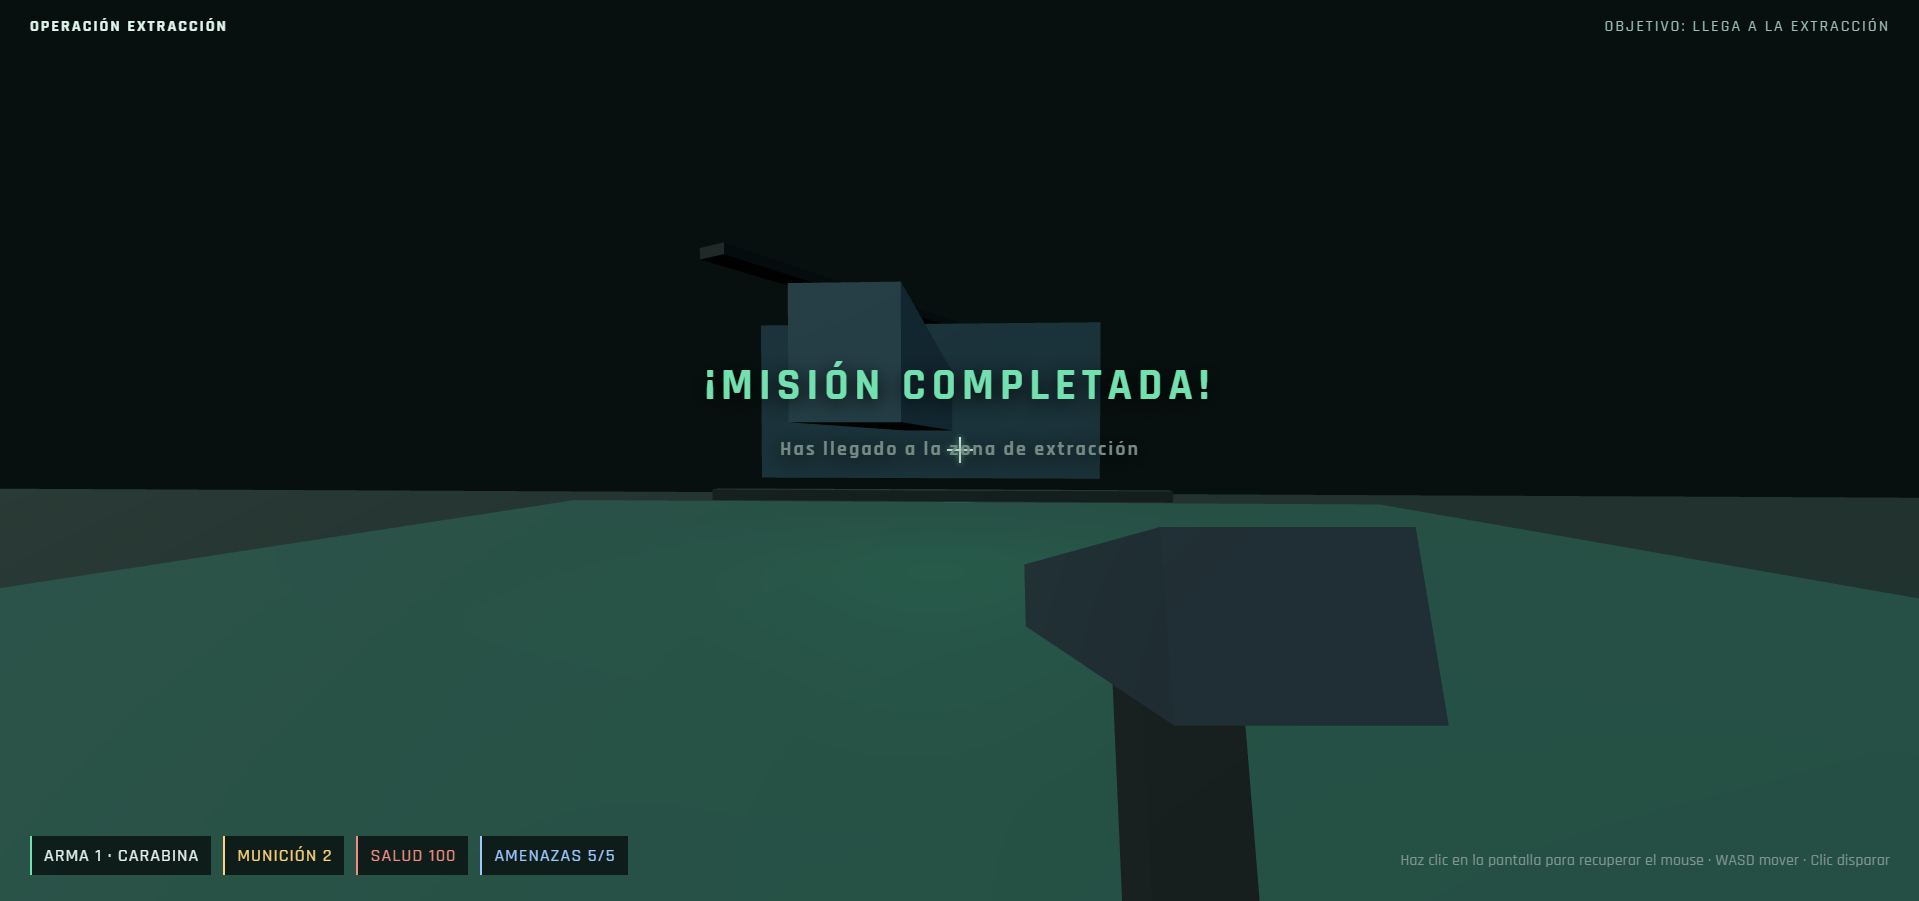 OPERACIÓN EXTRACCIÓN
OBJETIVO: LLEGA A LA EXTRACCIÓN
¡MISIÓN COMPLETADA!
Has llegado a la zona de extracción
ARMA 1 · CARABINA
MUNICIÓN 2
SALUD 100
AMENAZAS 5/5
Haz clic en la pantalla para recuperar el mouse · WASD mover · Clic disparar